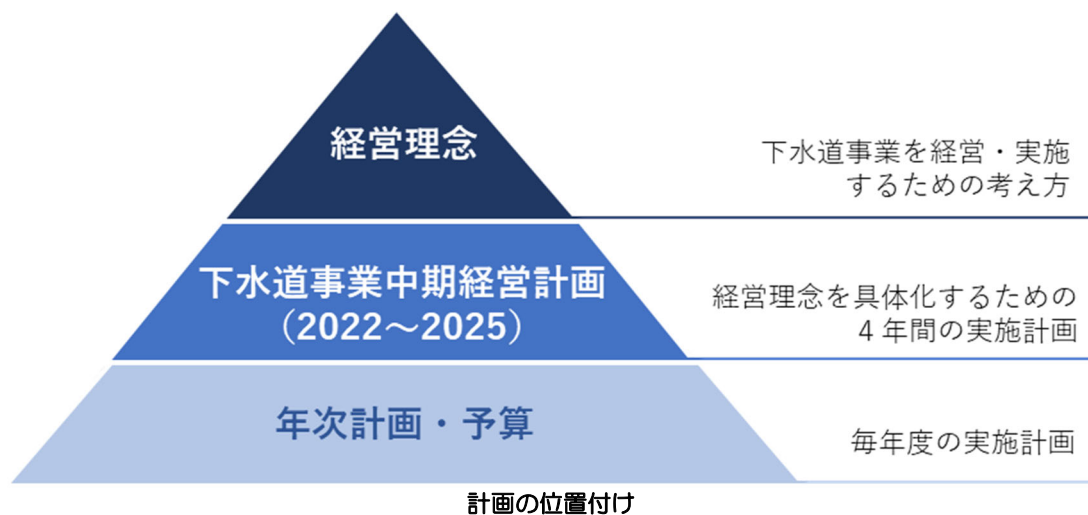 経営理念
下水道事業を経営・実施
するための考え方
下水道事業中期経営計画
（2022～2025）
経営理念を具体化するための
4年間の実施計画
年次計画・予算
毎年度の実施計画
計画の位置付け